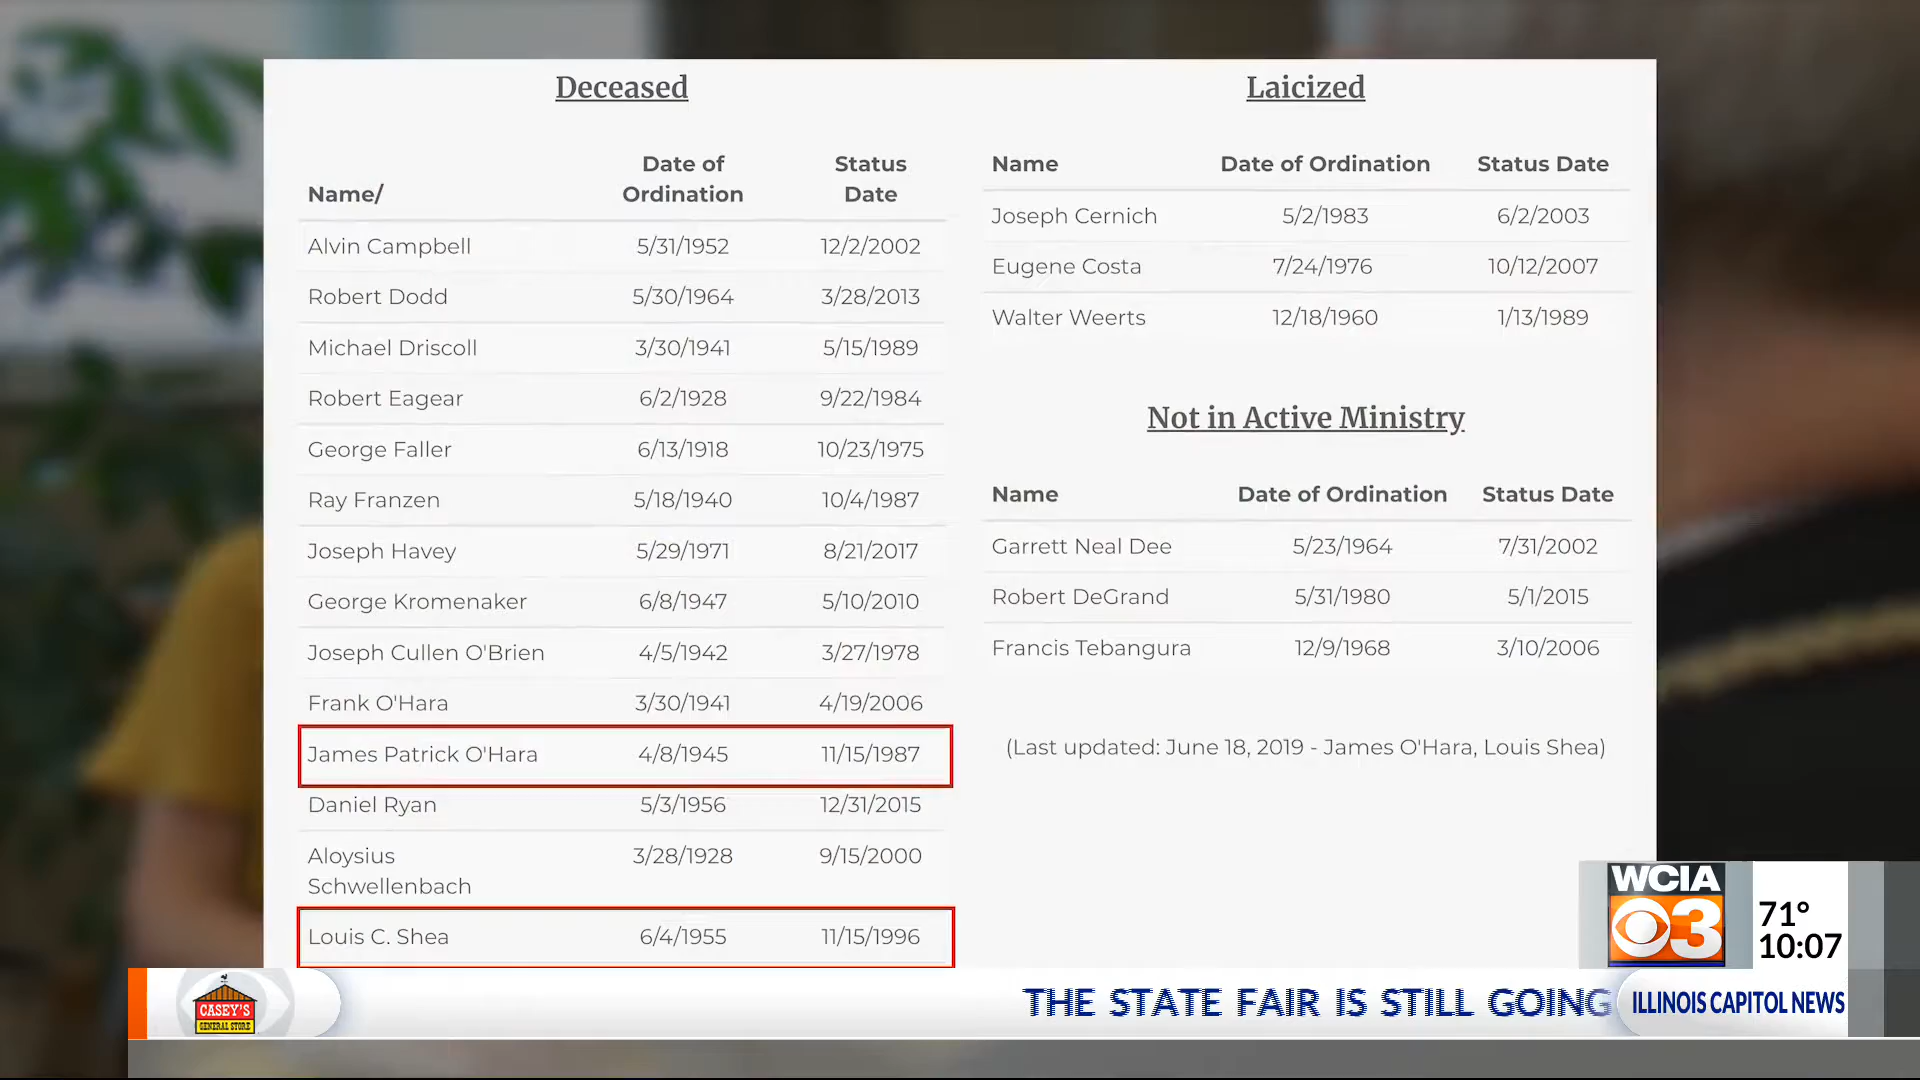 Deceased
Name/ Date of Ordination Status Date
Alvin Campbell 5/31/1952 12/2/2002
Robert Dodd 5/30/1964 3/28/2013
Michael Driscoll 3/30/1941 5/15/1989
Robert Eagear 6/2/1928 9/22/1984
George Faller 6/13/1918 10/23/1975
Ray Franzen 5/18/1940 10/4/1987
Joseph Havey 5/29/1971 8/21/2017
George Kromenaker 6/8/1947 5/10/2010
Joseph Cullen O'Brien 4/5/1942 3/27/1978
Frank O'Hara 3/30/1941 4/19/2006
James Patrick O'Hara 4/8/1945 11/15/1987
Daniel Ryan 5/3/1956 12/31/2015
Aloysius 3/28/1928 9/15/2000
Schwellenbach
Louis C. Shea 6/4/1955 11/15/1996
Laicized
Name Date of Ordination Status Date
Joseph Cernich 5/2/1983 6/2/2003
Eugene Costa 7/24/1976 10/12/2007
Walter Weerts 12/18/1960 1/13/1989
Not in Active Ministry
Name Date of Ordination Status Date
Garrett Neal Dee 5/23/1964 7/31/2002
Robert DeGrand 5/31/1980 5/1/2015
Francis Tebangura 12/9/1968 3/10/2006
(Last updated: June 18, 2019 - James O'Hara, Louis Shea)
WCIA
3
71°
10:07
CASEY'S
GENERAL STORE
THE STATE FAIR IS STILL GOING
ILLINOIS CAPITOL NEWS